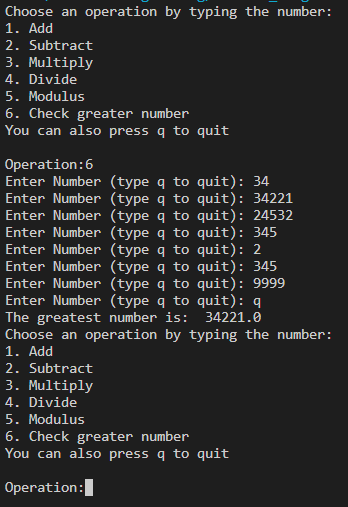 Choose an operation by typing the number:
1. Add
2. Subtract
3. Multiply
4. Divide
5. Modulus
6. Check greater number
You can also press q to quit
Operation:6
Enter Number (type q to quit): 34
Enter Number (type q to quit): 34221
Enter Number (type q to quit): 24532
Enter Number (type q to quit): 345
Enter Number (type q to quit): 2
Enter Number (type q to quit): 345
Enter Number (type q to quit): 9999
Enter Number (type q to quit): q
The greatest number is:  34221.0
Choose an operation by typing the number:
1. Add
2. Subtract
3. Multiply
4. Divide
5. Modulus
6. Check greater number
You can also press q to quit
Operation: